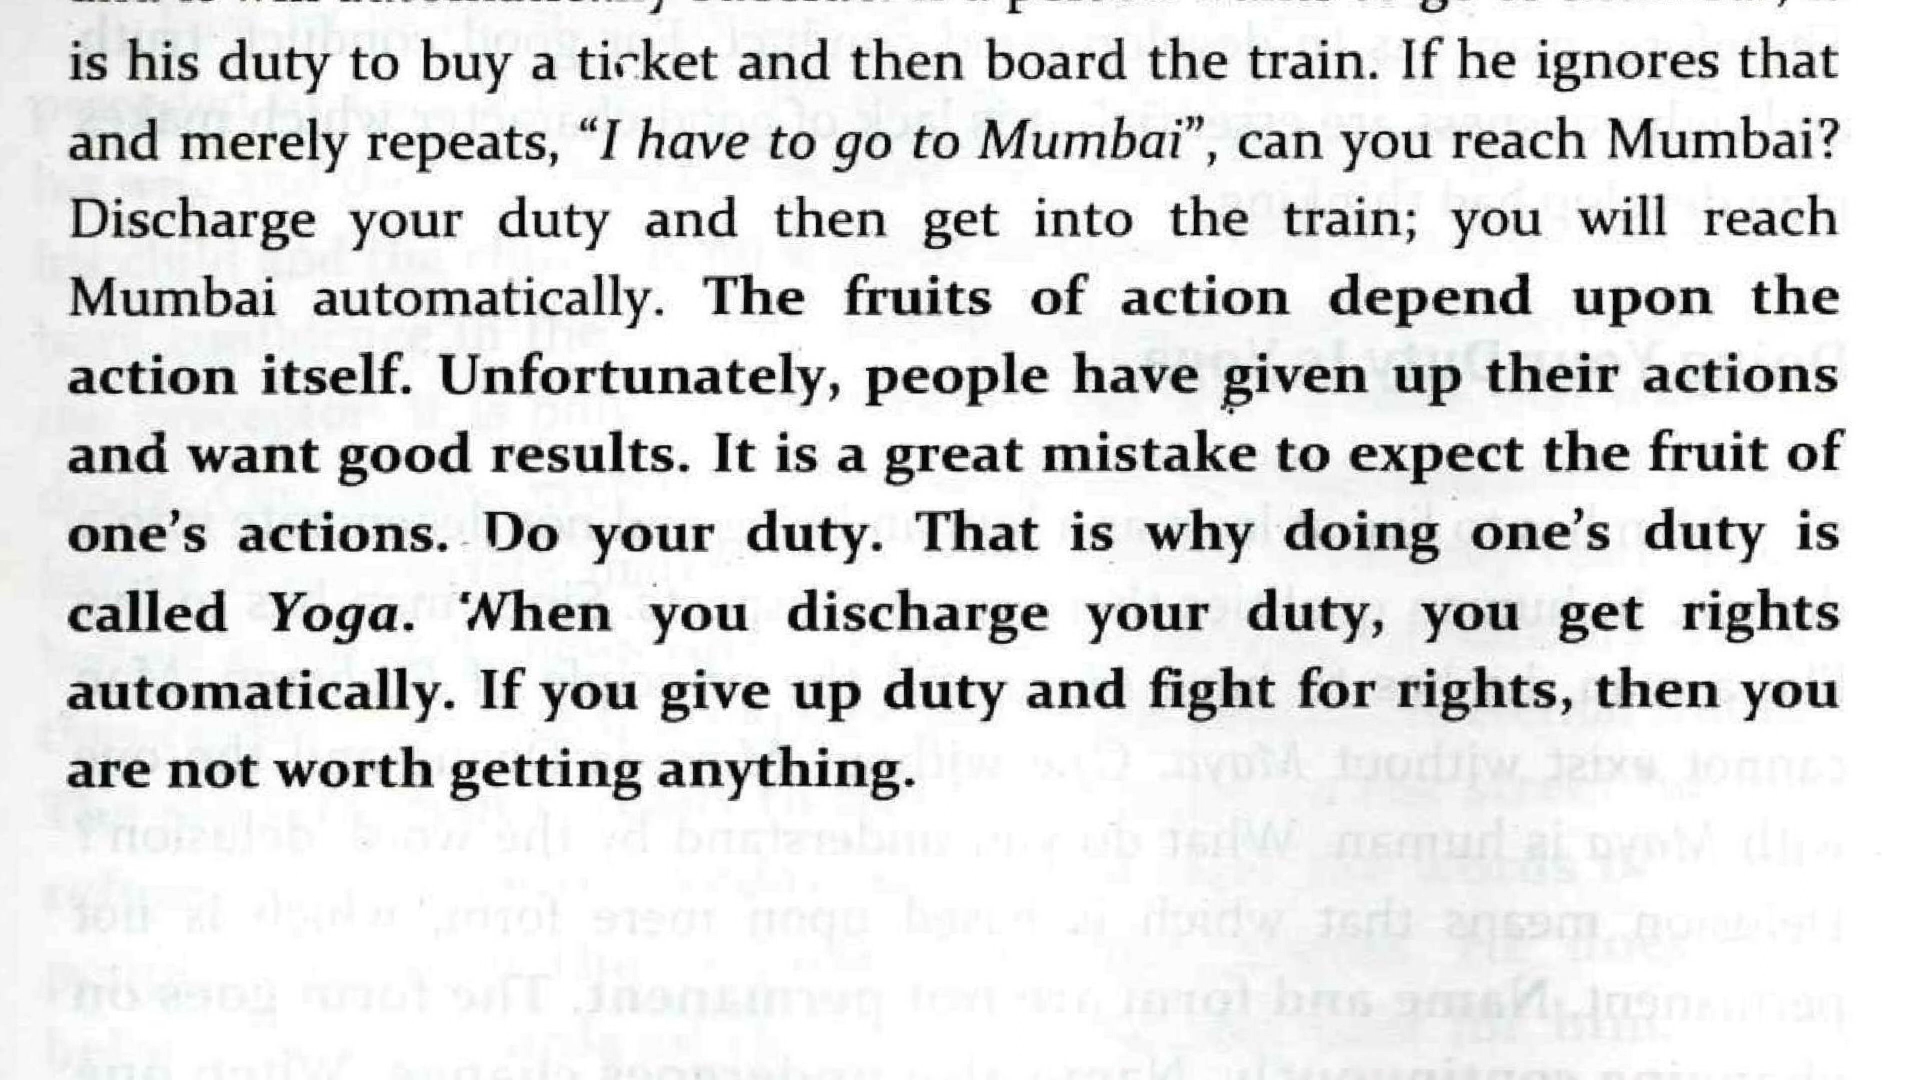 is his duty to buy a ticket and then board the train. If he ignores that
and merely repeats, “I have to go to Mumbai”, can you reach Mumbai?
Discharge your duty and then get into the train; you will reach
Mumbai automatically. The fruits of action depend upon the
action itself. Unfortunately, people have given up their actions
and want good results. It is a great mistake to expect the fruit of
one’s actions. Do your duty. That is why doing one’s duty is
called Yoga. When you discharge your duty, you get rights
automatically. If you give up duty and fight for rights, then you
are not worth getting anything.